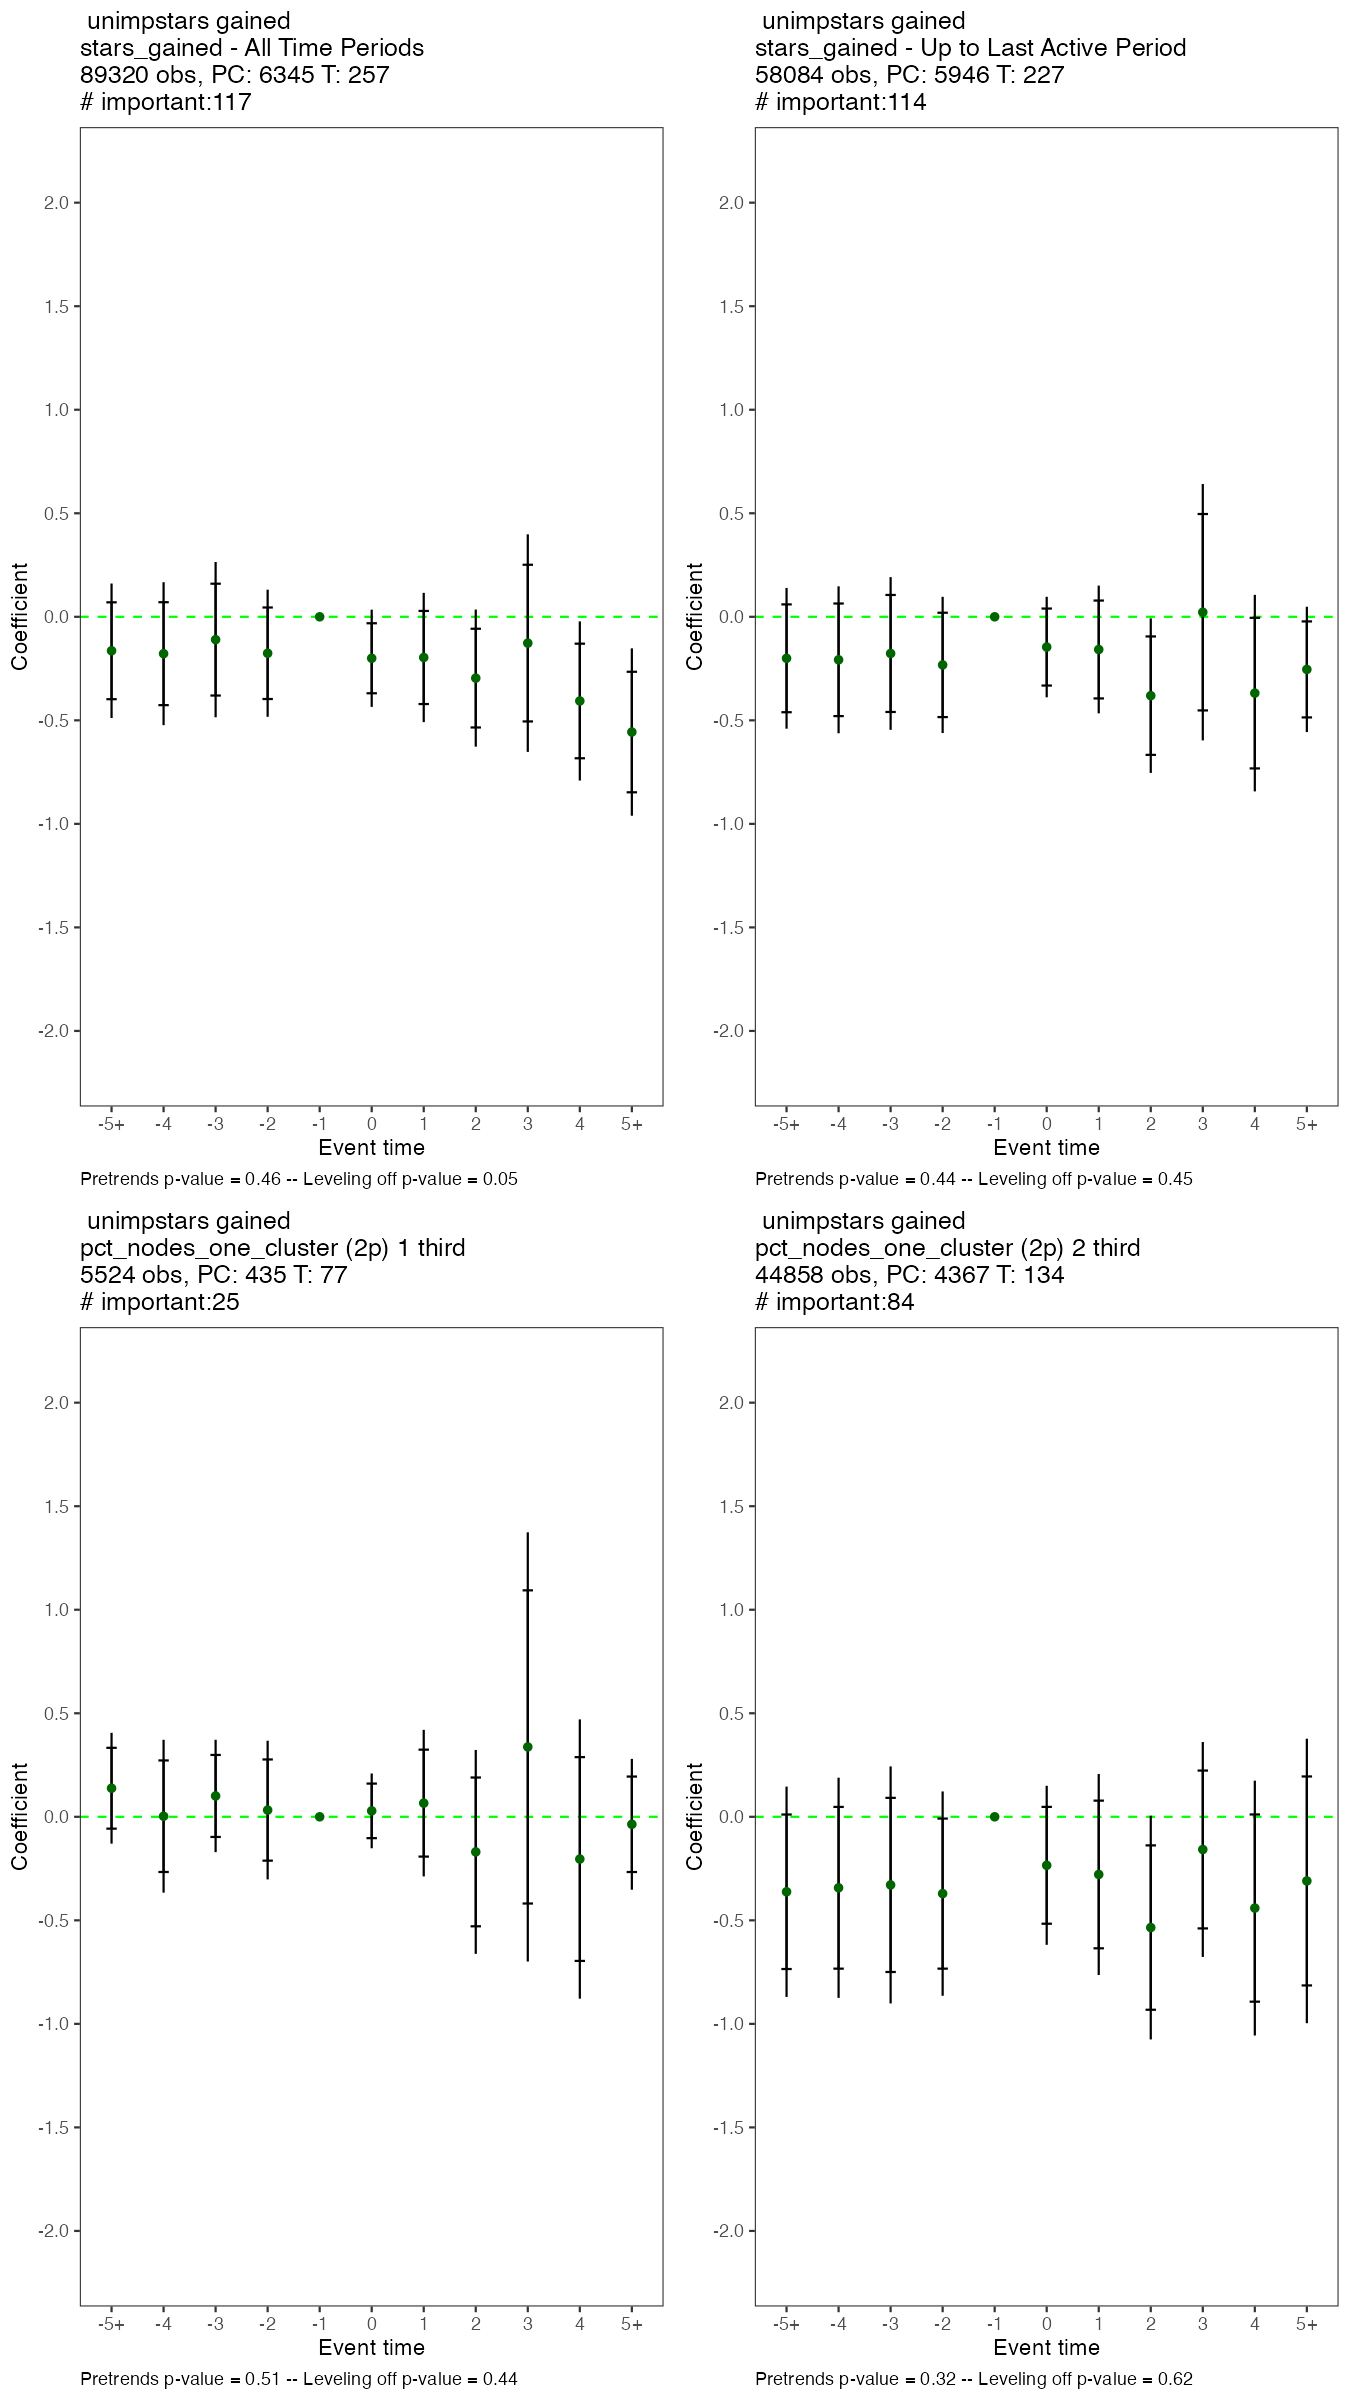 unimpstars gained
stars_gained - All Time Periods
89320 obs, PC: 6345 T: 257
# important:117
Coefficient
2.0
1.5
1.0
0.5
0.0
-0.5
-1.0
-1.5
-2.0
-5+ -4 -3 -2 -1 0 1 2 3 4 5+
Event time
Pretrends p-value = 0.46 -- Leveling off p-value = 0.05
unimpstars gained
stars_gained - Up to Last Active Period
58084 obs, PC: 5946 T: 227
# important:114
Coefficient
2.0
1.5
1.0
0.5
0.0
-0.5
-1.0
-1.5
-2.0
-5+ -4 -3 -2 -1 0 1 2 3 4 5+
Event time
Pretrends p-value = 0.44 -- Leveling off p-value = 0.45
unimpstars gained
pct_nodes_one_cluster (2p) 1 third
5524 obs, PC: 435 T: 77
# important:25
Coefficient
2.0
1.5
1.0
0.5
0.0
-0.5
-1.0
-1.5
-2.0
-5+ -4 -3 -2 -1 0 1 2 3 4 5+
Event time
Pretrends p-value = 0.51 -- Leveling off p-value = 0.44
unimpstars gained
pct_nodes_one_cluster (2p) 2 third
44858 obs, PC: 4367 T: 134
# important:84
Coefficient
2.0
1.5
1.0
0.5
0.0
-0.5
-1.0
-1.5
-2.0
-5+ -4 -3 -2 -1 0 1 2 3 4 5+
Event time
Pretrends p-value = 0.32 -- Leveling off p-value = 0.62